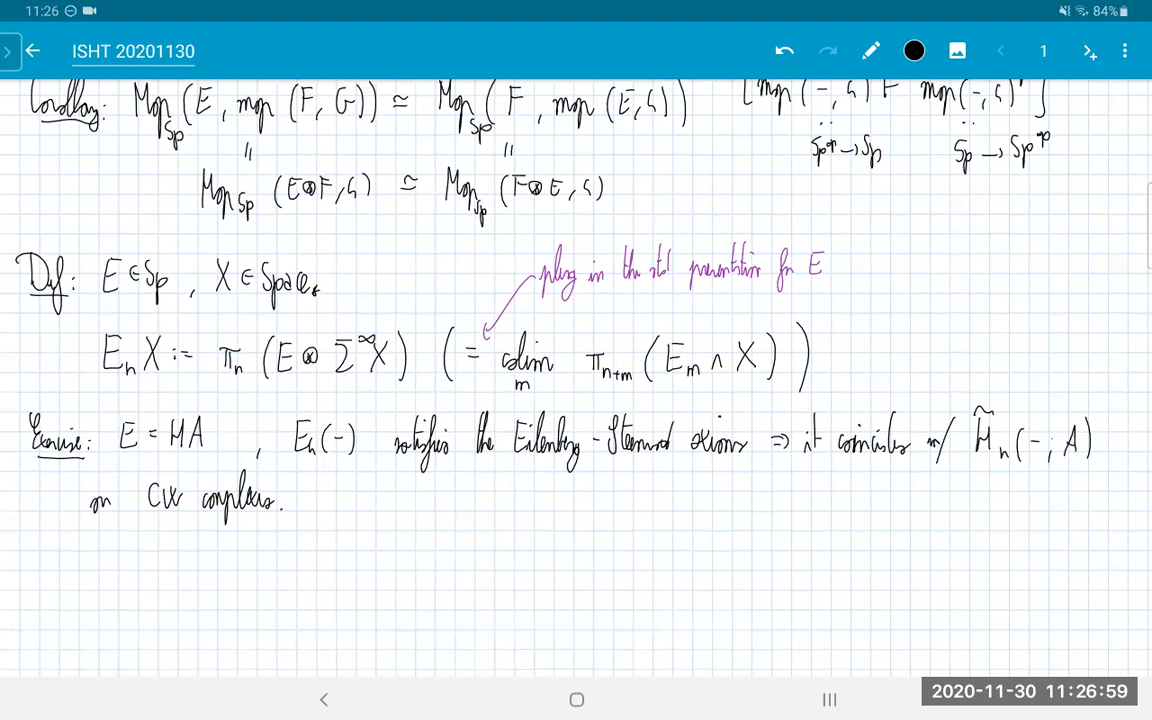 11:26 84%
ISHT 20201130
1
Corollary: Map_Sp (E, map (F, G)) ≃ Map_Sp (F, map (E, G)) [map (-, G) ⊢ map (-, G)^op]
= = Sp^op → Sp Sp → Sp^op
Map_Sp (E⊗F, G) ≃ Map_Sp (F⊗E, G)
Def: E ∈ Sp, X ∈ Space_* plug in the std presentation for E
E_n X := π_n (E ⊗ Σ^∞ X) (= colim_m π_{n+m} (E_m ∧ X))
Exercise: E = HA, E_n(-) satisfies the Eilenberg-Steenrod axioms ⇒ it coincides w/ H̃_n(-; A)
on CW complexes.
2020-11-30 11:26:59